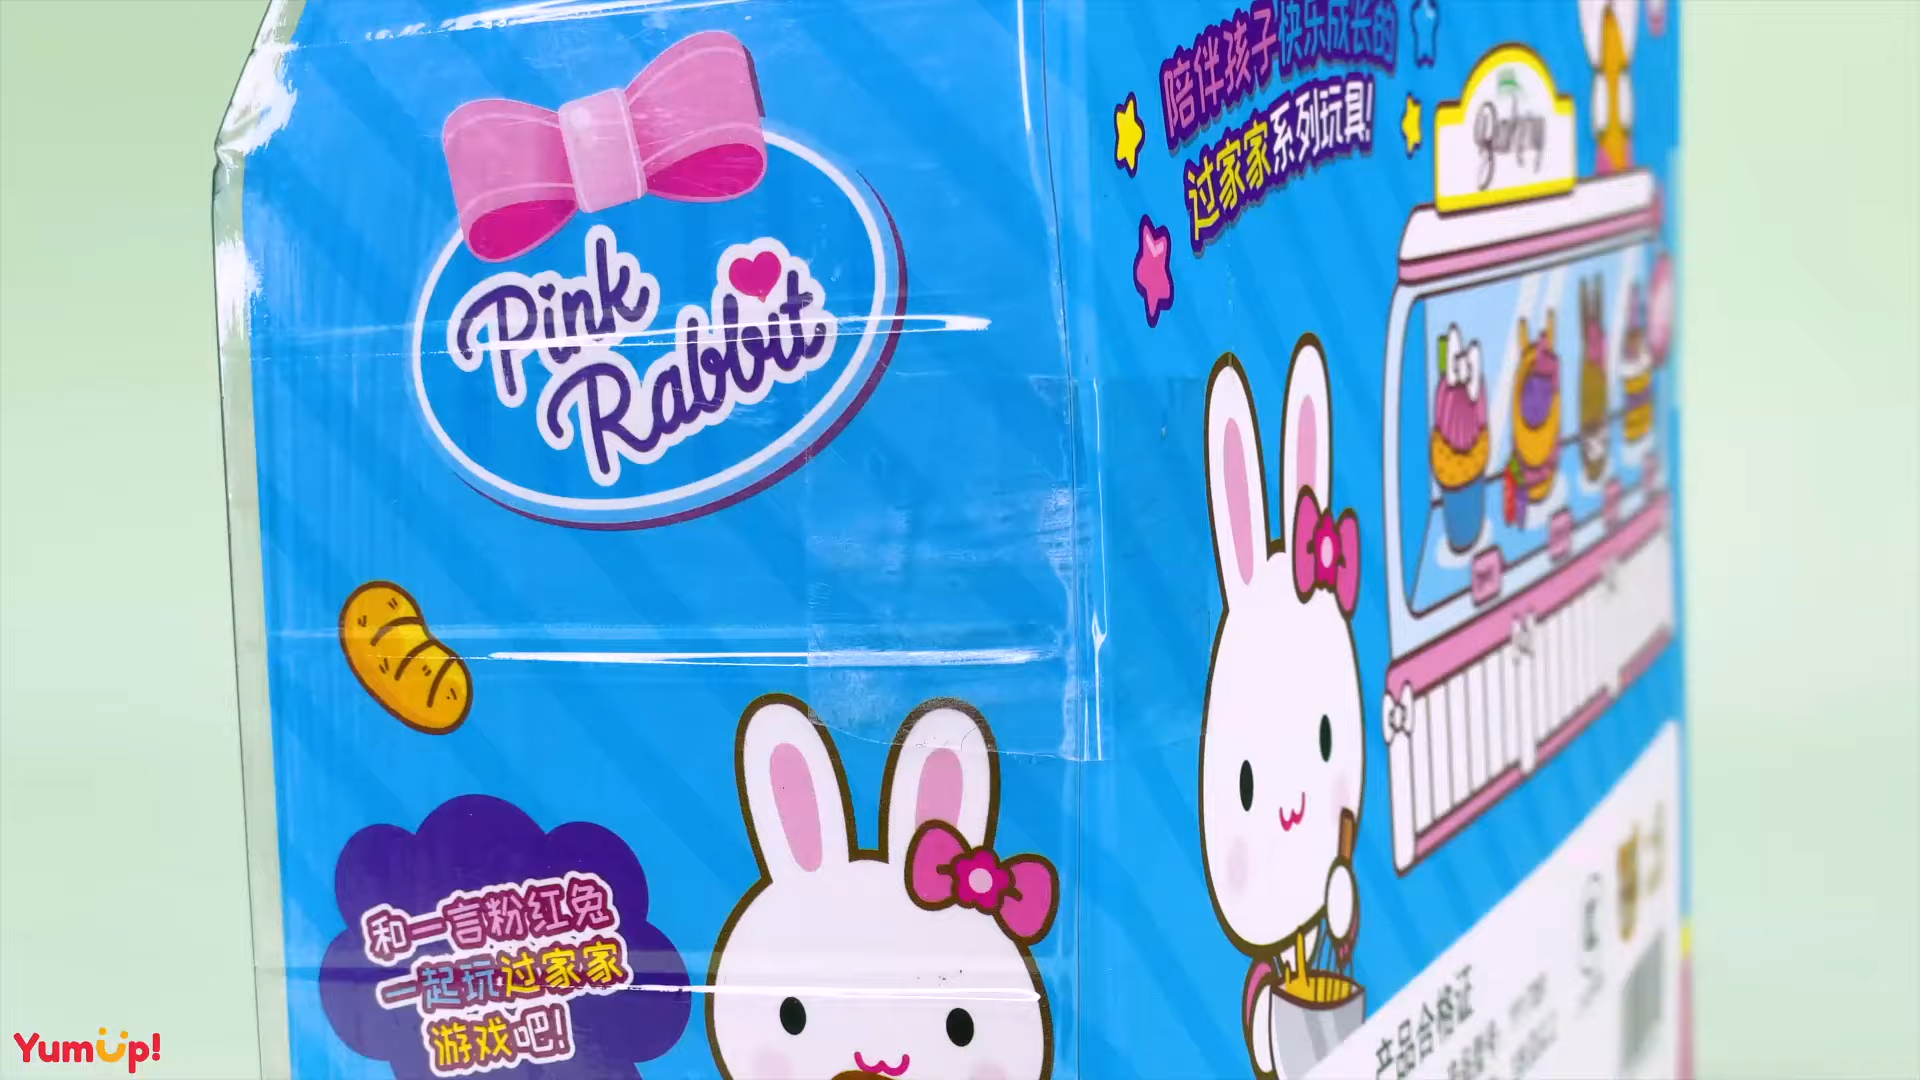 Pink
Rabbit
陪伴孩子快乐成长的
过家家系列玩具!
Bakery
和一言粉红兔
一起玩过家家
游戏吧!
产品合格证
YumUp!